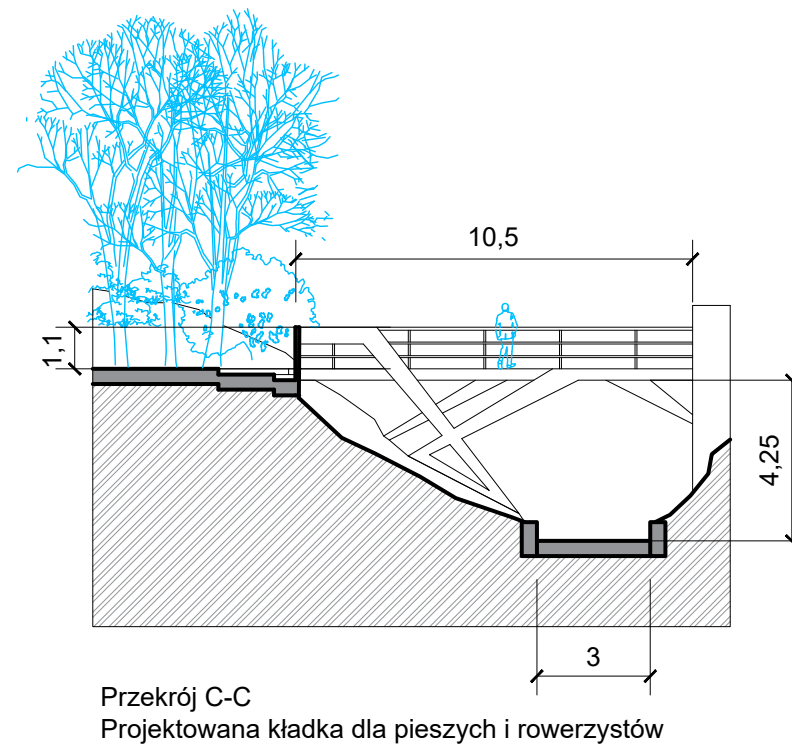 10,5
1,1
4,25
3
Przekrój C-C
Projektowana kładka dla pieszych i rowerzystów